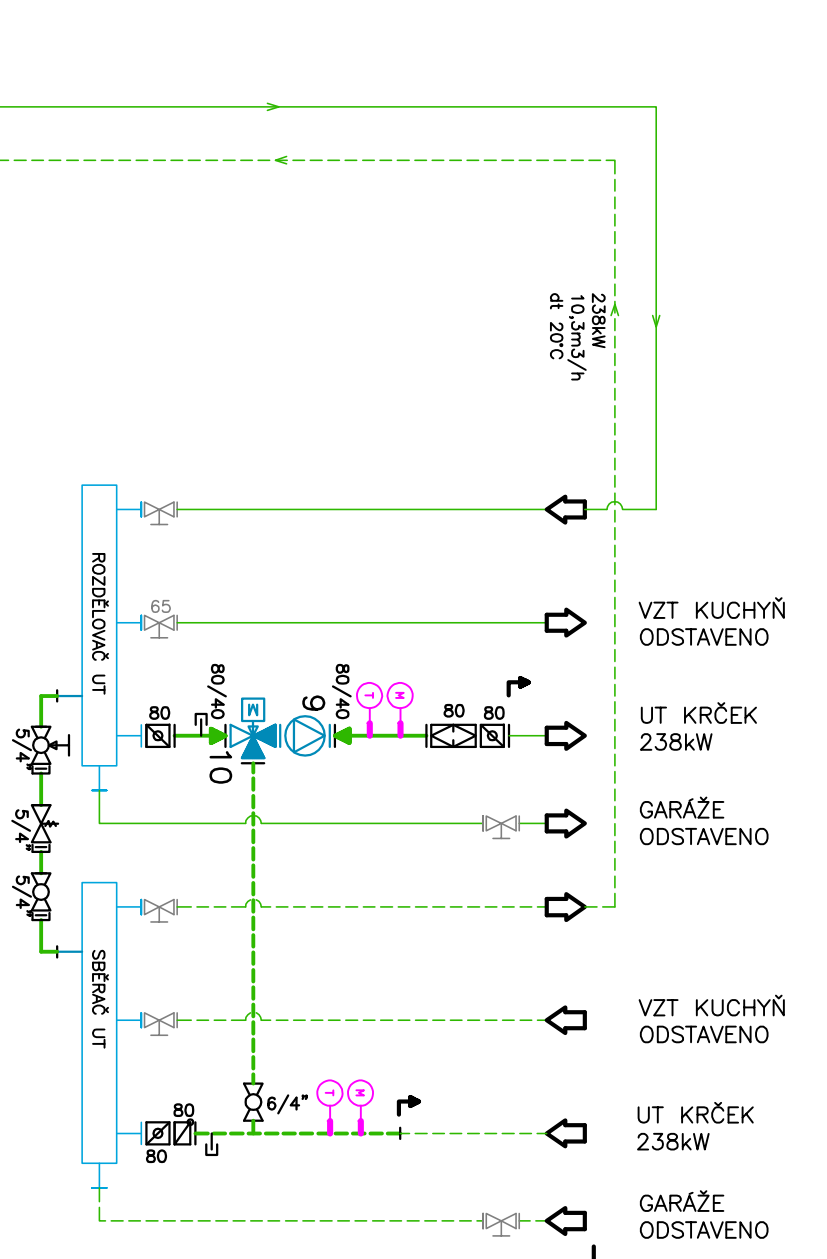 238kW
10,3m3/h
dt 20°C
ROZDĚLOVAČ UT
65
VZT KUCHYŇ
ODSTAVENO
80
80/40
M
10
9
80/40
T
M
80
80
UT KRČEK
238kW
5/4"
5/4"
5/4"
GARÁŽE
ODSTAVENO
SBĚRAČ UT
VZT KUCHYŇ
ODSTAVENO
80
80
6/4"
T
M
UT KRČEK
238kW
GARÁŽE
ODSTAVENO